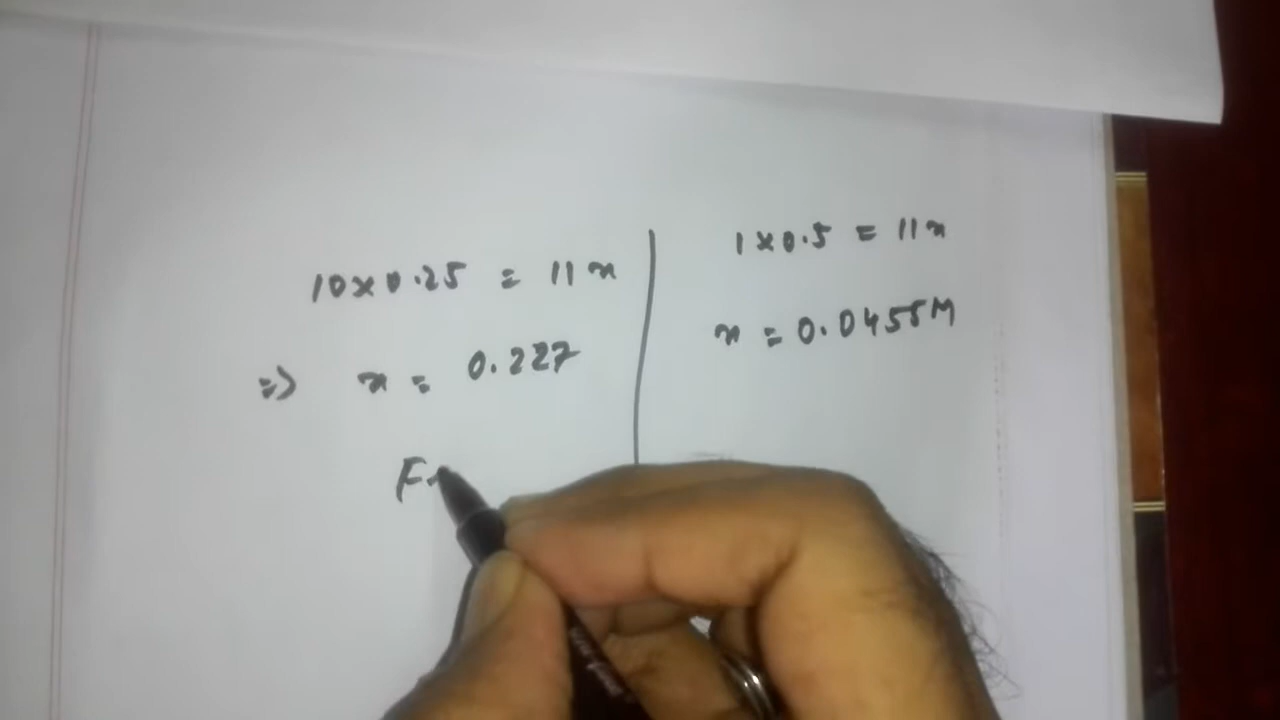 10×0.25 = 11x
=> x = 0.227
1×0.5 = 11x
x = 0.0455M